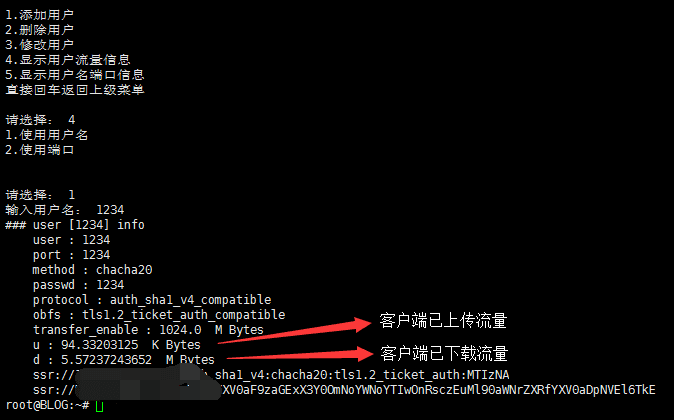 1.添加用户
2.删除用户
3.修改用户
4.显示用户流量信息
5.显示用户名端口信息
直接回车返回上级菜单
请选择： 4
1.使用用户名
2.使用端口
请选择： 1
输入用户名： 1234
### user [1234] info
user : 1234
port : 1234
method : chacha20
passwd : 1234
protocol : auth_sha1_v4_compatible
obfs : tls1.2_ticket_auth_compatible
transfer_enable : 1024.0 M Bytes
客户端已上传流量
u : 94.33203125 K Bytes
d : 5.57237243652 M Bytes
客户端已下载流量
ssr://_sha1_v4:chacha20:tls1.2_ticket_auth:MTIzNA
ssr://XV0aF9zaGExX3Y0OmNoYWNoYTIwOnRsczEuMl90aWNrZXRfYXV0aDpNVEl6TkE
root@BLOG:~#